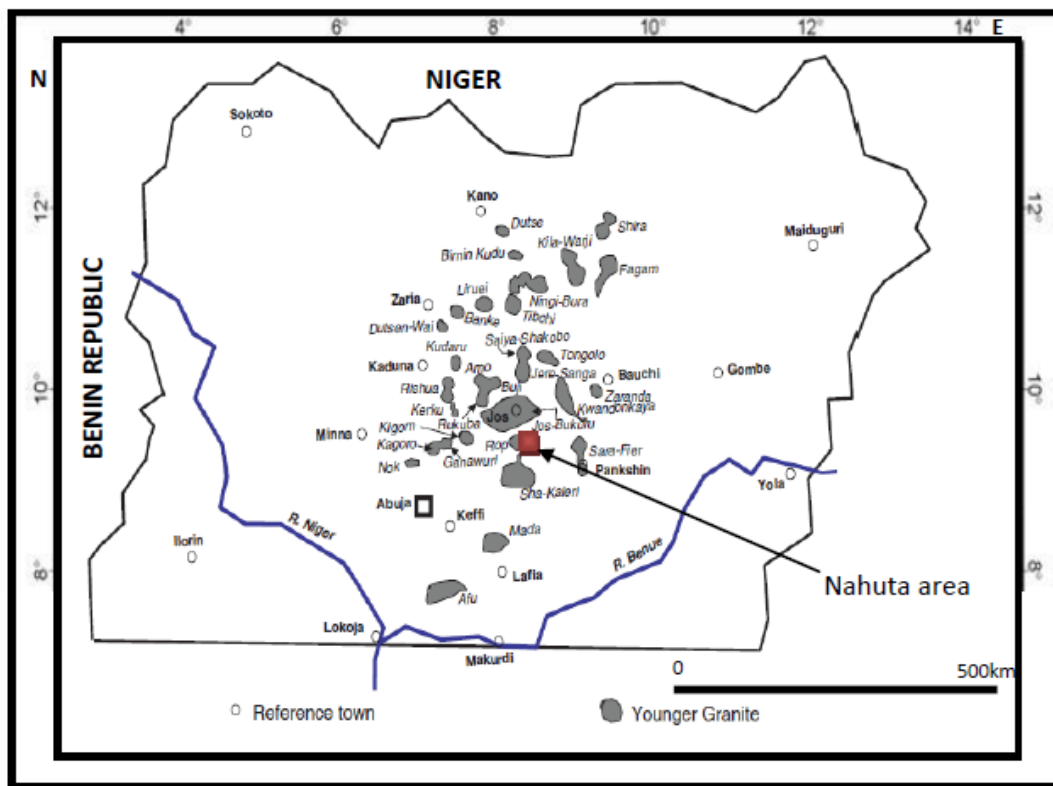 4°
6°
8°
10°
12°
14°
E
N
NIGER
Sokoto
12°
12°
Kano
Dutse
Shira
Kila-Warji
Maiduguri
Birnin Kudu
Fagam
BENIN REPUBLIC
Liruei
Zaria
Ningi-Bura
Banke
Tibchi
Dutsen-Wai
Saiya-Shakobo
Kudaru
Tongolo
Kaduna
Amo
Jere
Sanga
Bauchi
Gombe
10°
10°
Rishua
Buji
Zaranda
Kerku
Jos
Kwandonkaya
Rukuba
Jos-Bukuru
Minna
Kigom
Kagoro
Rop
Sara-Fier
Nok
Ganawuri
Pankshin
Sha-Kaleri
Yola
Abuja
Keffi
R. Niger
Mada
R. Benue
Ilorin
8°
8°
Lafia
Nahuta area
Afu
Lokoja
Makurdi
0
500km
Reference town
Younger Granite